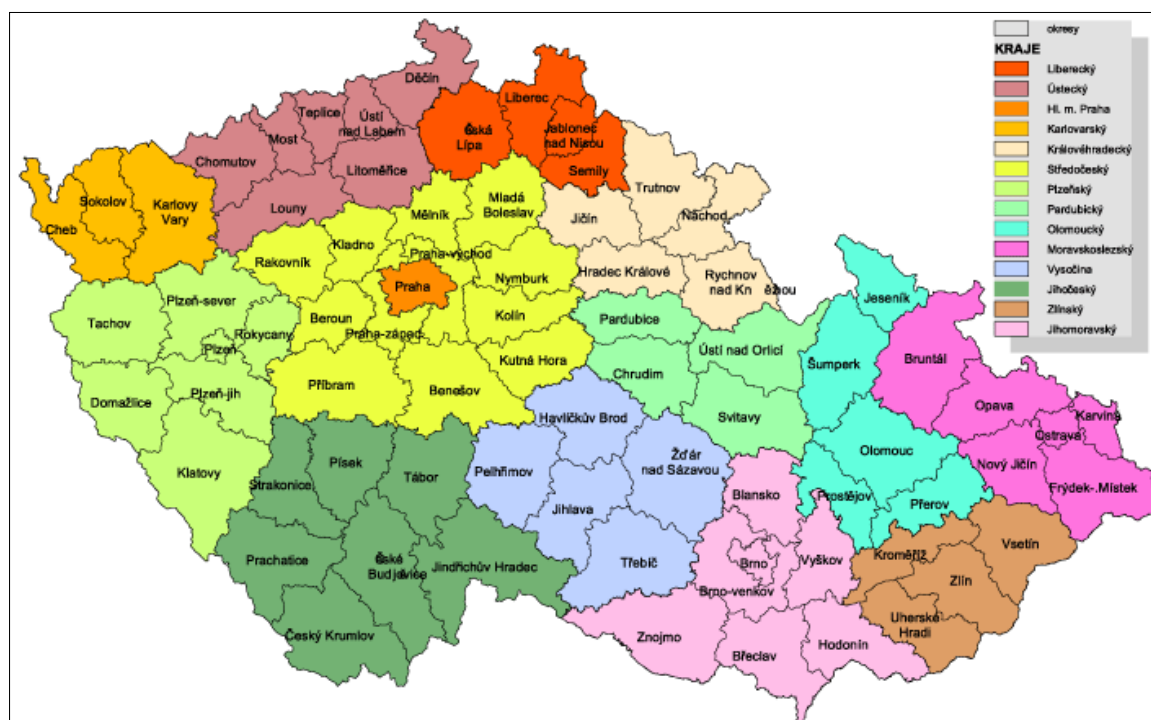 okresy
KRAJE
Liberecký
Ústecký
Hl. m. Praha
Karlovarský
Královéhradecký
Středočeský
Plzeňský
Pardubický
Olomoucký
Moravskoslezský
Vysočina
Jihočeský
Zlínský
Jihomoravský
Děčín
Liberec
Teplice
Ústí
nad Labem
Most
Česká
Lípa
Jablonec
nad Nisou
Chomutov
Litoměřice
Semily
Trutnov
Louny
Mladá
Boleslav
Mělník
Jičín
Náchod
Sokolov
Karlovy
Vary
Cheb
Kladno
Rakovník
Praha-východ
Praha
Nymburk
Hradec Králové
Rychnov
nad Kn ěžou
Jeseník
Plzeň-sever
Tachov
Rokycany
Plzeň
Beroun
Praha-západ
Kolín
Pardubice
Ústí nad Orlicí
Kutná Hora
Šumperk
Bruntál
Chrudim
Domažlice
Plzeň-jih
Příbram
Benešov
Svitavy
Opava
Karviná
Ostrava
Havlíčkův Brod
Klatovy
Písek
Tábor
Strakonice
Pelhřimov
Žďár
nad Sázavou
Olomouc
Nový Jičín
Frýdek-.Místek
Blansko
Prostějov
Přerov
Jihlava
Prachatice
České
Budějovice
Jindřichův Hradec
Třebíč
Brno
Vyškov
Kroměříž
Vsetín
Brno-venkov
Zlín
Český Krumlov
Znojmo
Uherské
Hradi
Hodonín
Břeclav